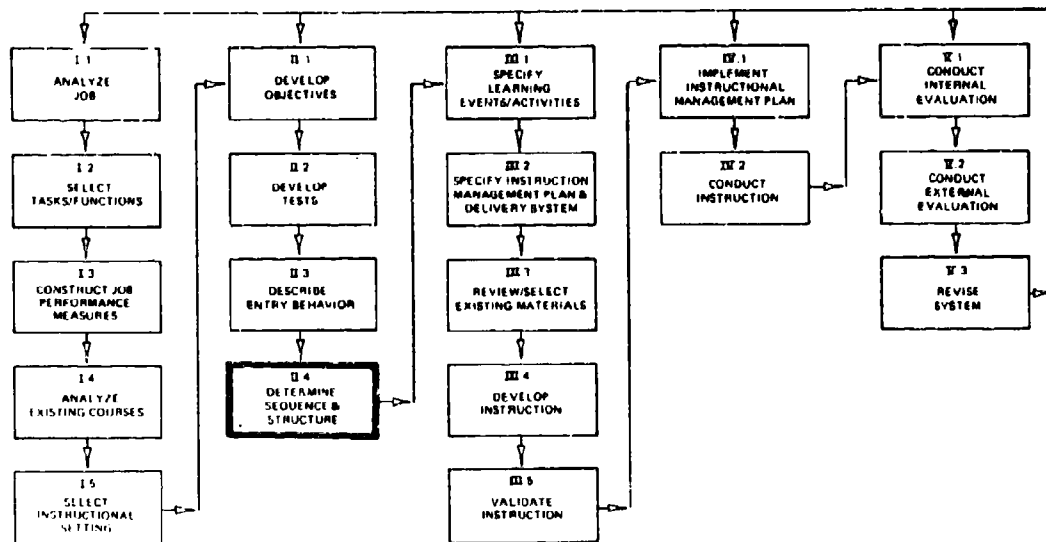 I.1
ANALYZE
JOB
I.2
SELECT
TASKS/FUNCTIONS
I.3
CONSTRUCT JOB
PERFORMANCE
MEASURES
I.4
ANALYZE
EXISTING COURSES
I.5
SELECT
INSTRUCTIONAL
SETTING
II.1
DEVELOP
OBJECTIVES
II.2
DEVELOP
TESTS
II.3
DESCRIBE
ENTRY BEHAVIOR
II.4
DETERMINE
SEQUENCE &
STRUCTURE
III.1
SPECIFY
LEARNING
EVENTS/ACTIVITIES
III.2
SPECIFY INSTRUCTION
MANAGEMENT PLAN &
DELIVERY SYSTEM
III.3
REVIEW/SELECT
EXISTING MATERIALS
III.4
DEVELOP
INSTRUCTION
III.5
VALIDATE
INSTRUCTION
IV.1
IMPLEMENT
INSTRUCTIONAL
MANAGEMENT PLAN
IV.2
CONDUCT
INSTRUCTION
V.1
CONDUCT
INTERNAL
EVALUATION
V.2
CONDUCT
EXTERNAL
EVALUATION
V.3
REVISE
SYSTEM